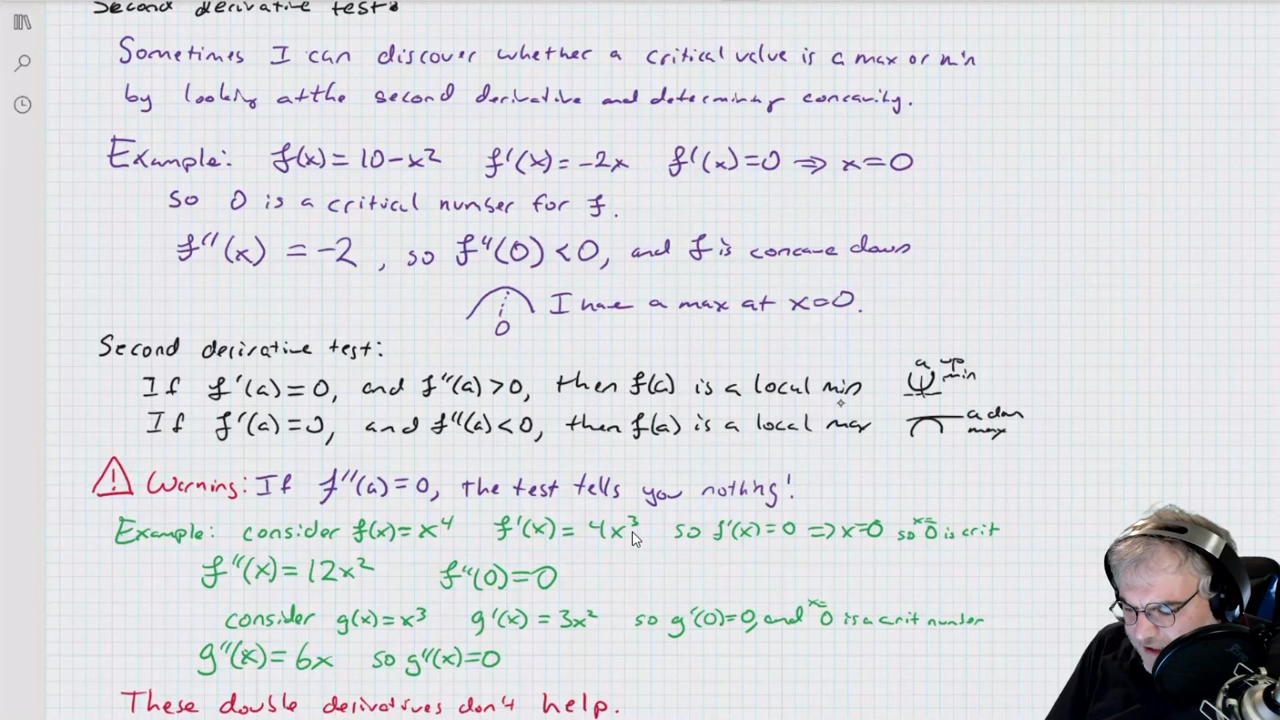 Second derivative test:
Sometimes I can discover whether a critical value is a max or min
by looking at the second derivative and determining concavity.
Example: f(x) = 10-x² f'(x) = -2x f'(x)=0 ⇒ x=0
So 0 is a critical number for f.
f''(x) = -2, so f''(0) <0, and f is concave down
I have a max at x=0.
0
Second derivative test:
If f'(a)=0, and f''(a)>0, then f(a) is a local min
a up
min
If f'(a)=0, and f''(a)<0, then f(a) is a local max
a down
max
! Warning: If f''(a)=0, the test tells you nothing!
Example: consider f(x)=x⁴ f'(x)= 4x³ so f'(x)=0 ⇒ x=0 so x=0 is crit
f''(x)=12x² f''(0)=0
consider g(x)=x³ g'(x) = 3x² so g'(0)=0, and x=0 is a crit number
g''(x)= 6x so g''(x)=0
These double derivatives don't help.